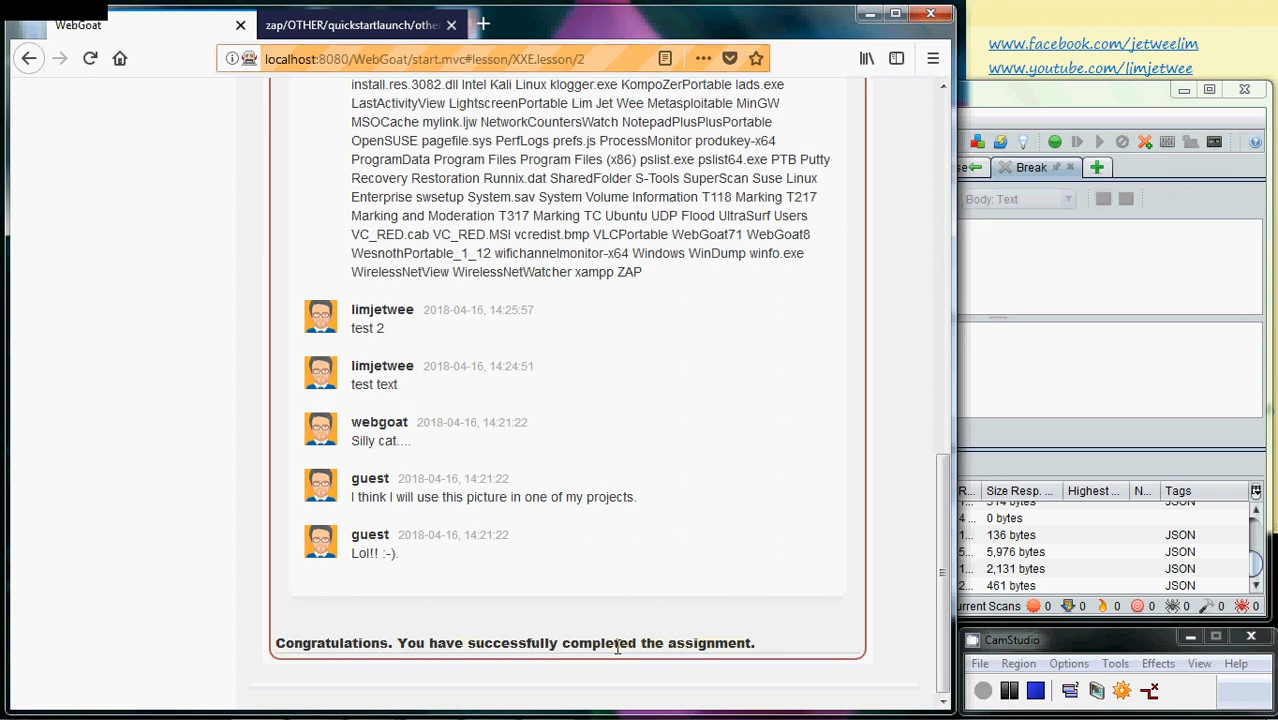 WebGoat
zap/OTHER/quickstartlaunch/othe
www.facebook.com/jetweelim
www.youtube.com/limjetwee
localhost:8080/WebGoat/start.mvc#lesson/XXE.lesson/2
install.res.3082.dll Intel Kali Linux klogger.exe KompoZerPortable lads.exe
LastActivityView LightscreenPortable Lim Jet Wee Metasploitable MinGW
MSOCache mylink.ljw NetworkCountersWatch NotepadPlusPlusPortable
OpenSUSE pagefile.sys PerfLogs prefs.js ProcessMonitor produkey-x64
ProgramData Program Files Program Files (x86) pslist.exe pslist64.exe PTB Putty
Recovery Restoration Runnix.dat SharedFolder S-Tools SuperScan Suse Linux
Enterprise swsetup System.sav System Volume Information T118 Marking T217
Marking and Moderation T317 Marking TC Ubuntu UDP Flood UltraSurf Users
VC_RED.cab VC_RED.MSI vcredist.bmp VLCPortable WebGoat71 WebGoat8
WesnothPortable_1_12 wifichannelmonitor-x64 Windows WinDump winfo.exe
WirelessNetView WirelessNetWatcher xampp ZAP
limjetwee 2018-04-16, 14:25:57
test 2
limjetwee 2018-04-16, 14:24:51
test text
webgoat 2018-04-16, 14:21:22
Silly cat....
guest 2018-04-16, 14:21:22
I think I will use this picture in one of my projects.
guest 2018-04-16, 14:21:22
Lol!! :-).
Congratulations. You have successfully completed the assignment.
Break
Body: Text
R... Size Resp. ... Highest ... N... Tags
0 bytes
136 bytes JSON
5,976 bytes JSON
2,131 bytes JSON
461 bytes JSON
urrent Scans 0 0 0 0 0 0 0
CamStudio
File Region Options Tools Effects View Help